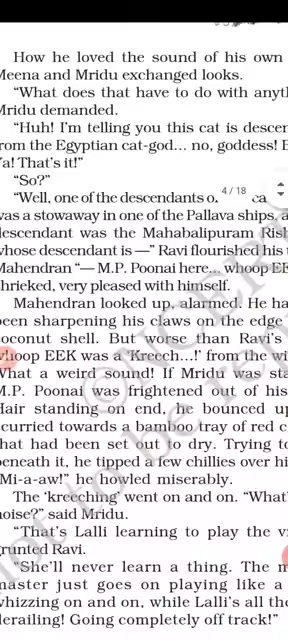 How he loved the sound of his own
Meena and Mridu exchanged looks.
"What does that have to do with
Mridu demanded.
"Huh! I'm telling you this cat is
from the Egyptian cat-god... no, goddess!
Ya! That's it!"
"So?"
"Well, one of the descendants
4/18
was a stowaway in one of the Pallava ships,
descendant was the Mahabalipuram
whose descendant is —" Ravi flourished his
Mahendran "— M.P. Poonai here... whoop
shrieked, very pleased with himself.
Mahendran looked up, alarmed. He
been sharpening his claws on the edge
coconut shell. But worse than Ravi's
whoop EEK was a 'Kreech...!' from the
What a weird sound! If Mridu was
M.P. Poonai was frightened out of his
Hair standing on end, he bounced up
scurried towards a bamboo tray of red
that had been set out to dry. Trying to
beneath it, he tipped a few chillies over
"Mi-a-aw!" he howled miserably.
The 'kreeching' went on and on. "What's
noise?" said Mridu.
"That's Lalli learning to play the
grunted Ravi.
"She'll never learn a thing. The
master just goes on playing like a
whizzing on and on, while Lalli's all the
derailing! Going completely off track!"